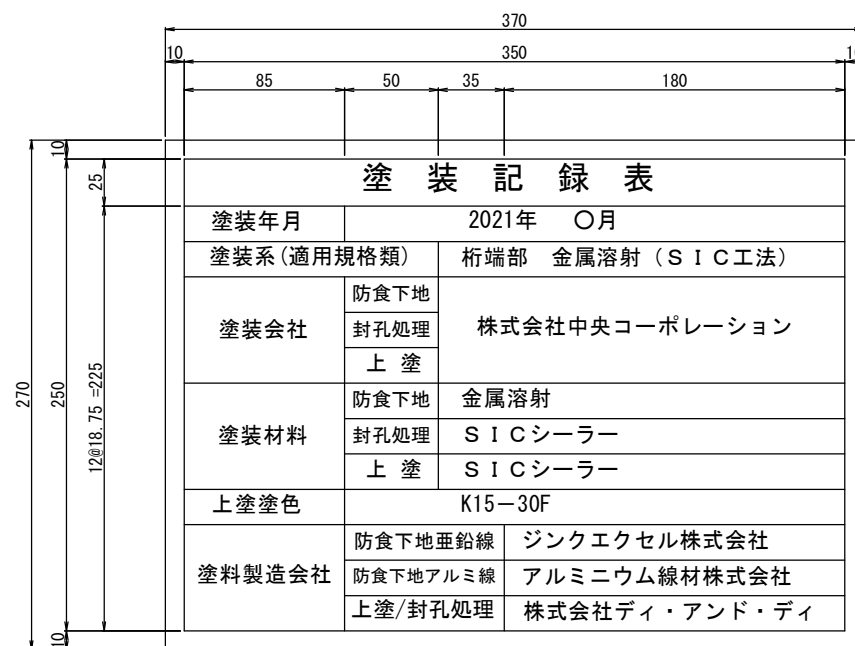 370
10 350 10
85 50 35 180
10
25
270
250
12@18.75 =225
10
塗装記録表
塗装年月 2021年 〇月
塗装系(適用規格類) 桁端部 金属溶射(SIC工法)
塗装会社 防食下地 株式会社中央コーポレーション
封孔処理
上 塗
塗装材料 防食下地 金属溶射
封孔処理 SICシーラー
上 塗 SICシーラー
上塗塗色 K15-30F
塗料製造会社 防食下地亜鉛線 ジンクエクセル株式会社
防食下地アルミ線 アルミニウム線材株式会社
上塗/封孔処理 株式会社ディ・アンド・ディ